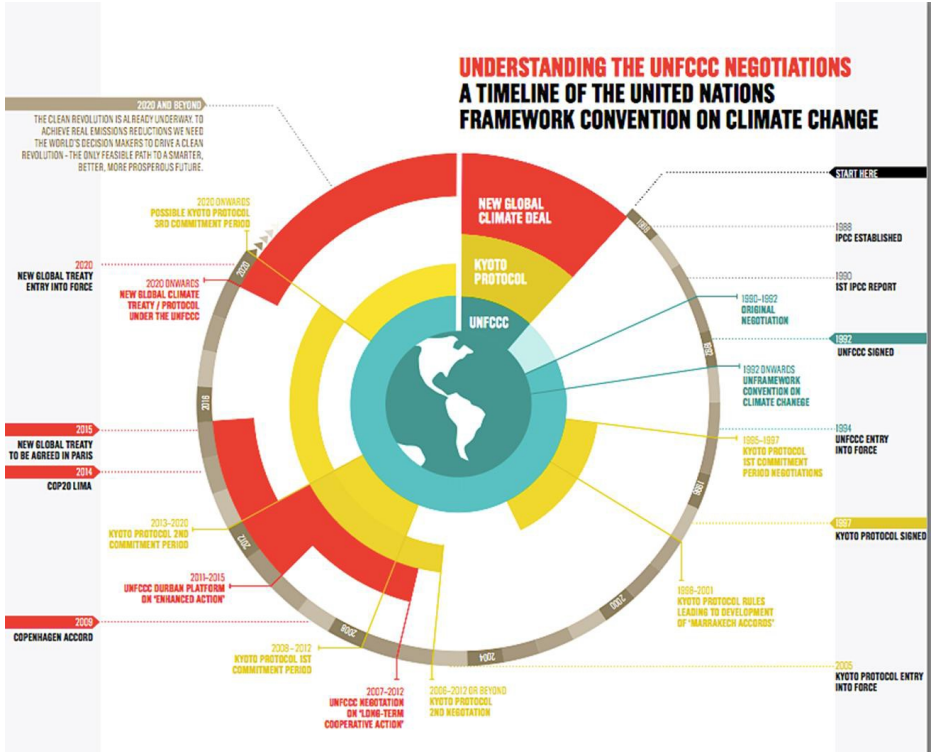 UNDERSTANDING THE UNFCCC NEGOTIATIONS
A TIMELINE OF THE UNITED NATIONS
FRAMEWORK CONVENTION ON CLIMATE CHANGE
2020 AND BEYOND
THE CLEAN REVOLUTION IS ALREADY UNDERWAY. TO
ACHIEVE REAL EMISSIONS REDUCTIONS WE NEED
THE WORLD'S DECISION MAKERS TO DRIVE A CLEAN
REVOLUTION - THE ONLY FEASIBLE PATH TO A SMARTER,
BETTER, MORE PROSPEROUS FUTURE.
START HERE
1988
IPCC ESTABLISHED
1990
1ST IPCC REPORT
1992
UNFCCC SIGNED
1994
UNFCCC ENTRY
INTO FORCE
1997
KYOTO PROTOCOL SIGNED
2005
KYOTO PROTOCOL ENTRY
INTO FORCE
NEW GLOBAL
CLIMATE DEAL
KYOTO
PROTOCOL
UNFCCC
1990-1992
ORIGINAL
NEGOTIATION
1992 ONWARDS
UNFRAMEWORK
CONVENTION ON
CLIMATE CHANEGE
1995-1997
KYOTO PROTOCOL
1ST COMMITMENT
PERIOD NEGOTIATIONS
1998-2001
KYOTO PROTOCOL RULES
LEADING TO DEVELOPMENT
OF 'MARRAKECH ACCORDS'
2006-2012 OR BEYOND
KYOTO PROTOCOL
2ND NEGOTATION
2007-2012
UNFCCC NEGOTATION
ON 'LONG-TERM
COOPERATIVE ACTION'
2008-2012
KYOTO PROTOCOL 1ST
COMMITMENT PERIOD
2009
COPENHAGEN ACCORD
2011-2015
UNFCCC DURBAN PLATFORM
ON 'ENHANCED ACTION'
2013-2020
KYOTO PROTOCOL 2ND
COMMITMENT PERIOD
2014
COP20 LIMA
2015
NEW GLOBAL TREATY
TO BE AGREED IN PARIS
2020
NEW GLOBAL TREATY
ENTRY INTO FORCE
2020 ONWARDS
NEW GLOBAL CLIMATE
TREATY / PROTOCOL
UNDER THE UNFCCC
2020 ONWARDS
POSSIBLE KYOTO PROTOCOL
3RD COMMITMENT PERIOD
1996
2000
2004
2008
2012
2016
2020